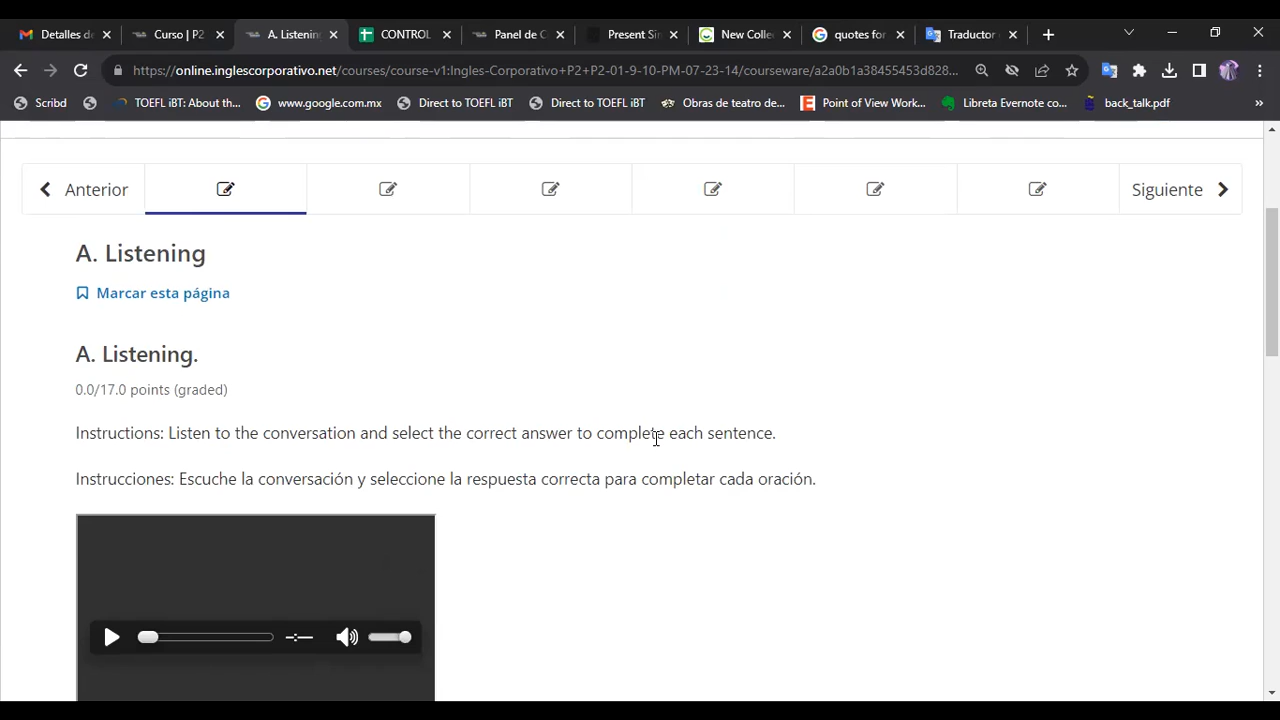 Detalles de
Curso | P2
A. Listening
CONTROL
Panel de C
Present Sin
New Colle
quotes for
Traductor
https://online.inglescorporativo.net/courses/course-v1:Ingles-Corporativo+P2+P2-01-9-10-PM-07-23-14/courseware/a2a0b1a38455453d828...
Scribd
TOEFL iBT: About th...
www.google.com.mx
Direct to TOEFL iBT
Direct to TOEFL iBT
Obras de teatro de...
Point of View Work...
Libreta Evernote co...
back_talk.pdf
»
Anterior
Siguiente
A. Listening
Marcar esta página
A. Listening.
0.0/17.0 points (graded)
Instructions: Listen to the conversation and select the correct answer to complete each sentence.
Instrucciones: Escuche la conversación y seleccione la respuesta correcta para completar cada oración.
-:--